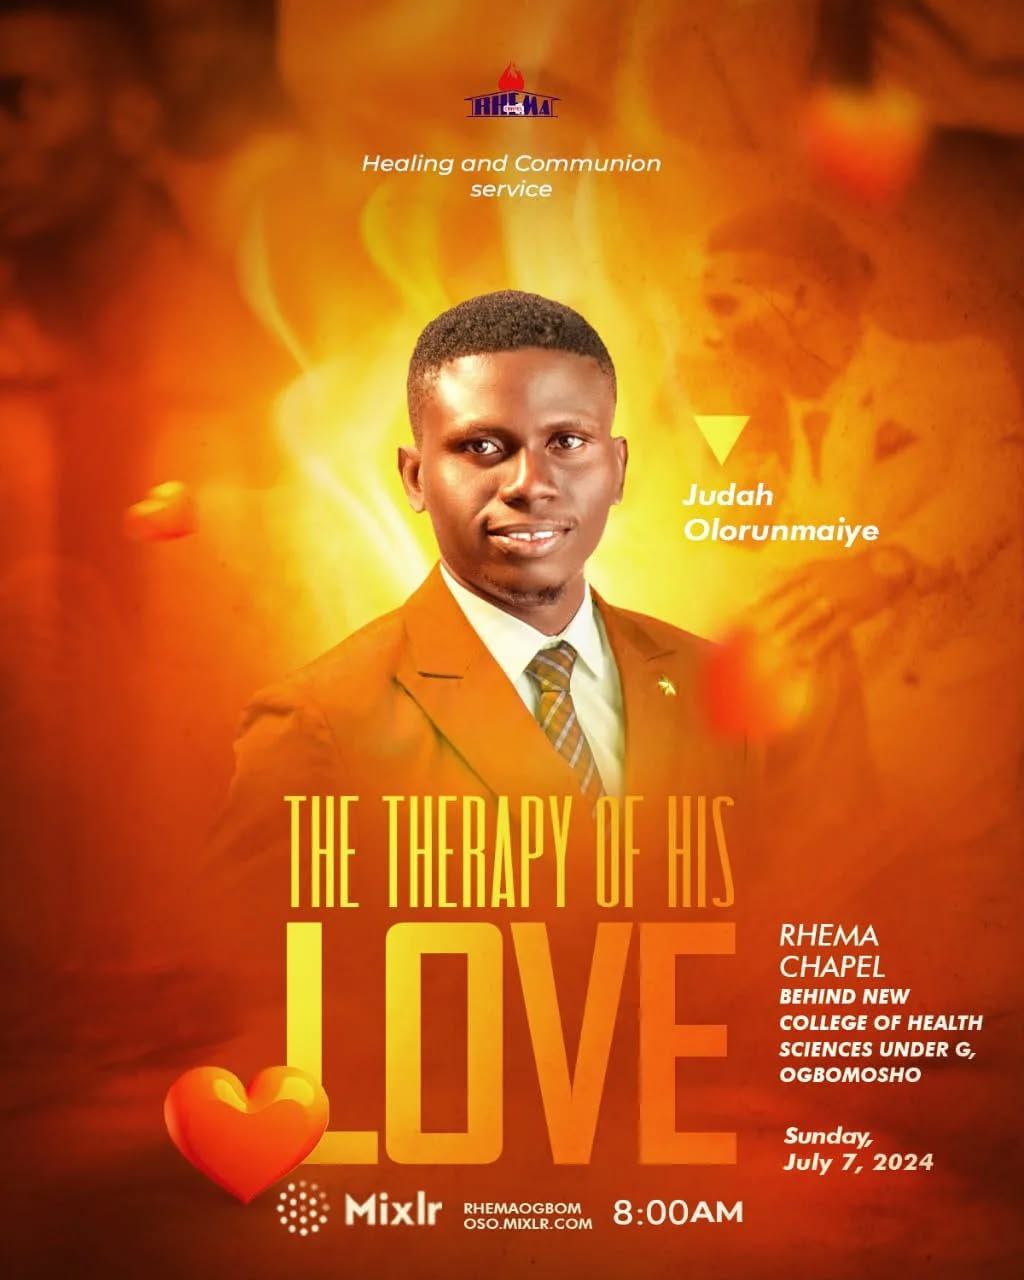 RHEMA
Healing and Communion
service
Judah
Olorunmaiye
THE THERAPY OF HIS
LOVE
RHEMA
CHAPEL
BEHIND NEW
COLLEGE OF HEALTH
SCIENCES UNDER G,
OGBOMOSHO
Sunday,
July 7, 2024
Mixlr
RHEMAOGBOM
OSO.MIXLR.COM
8:00AM